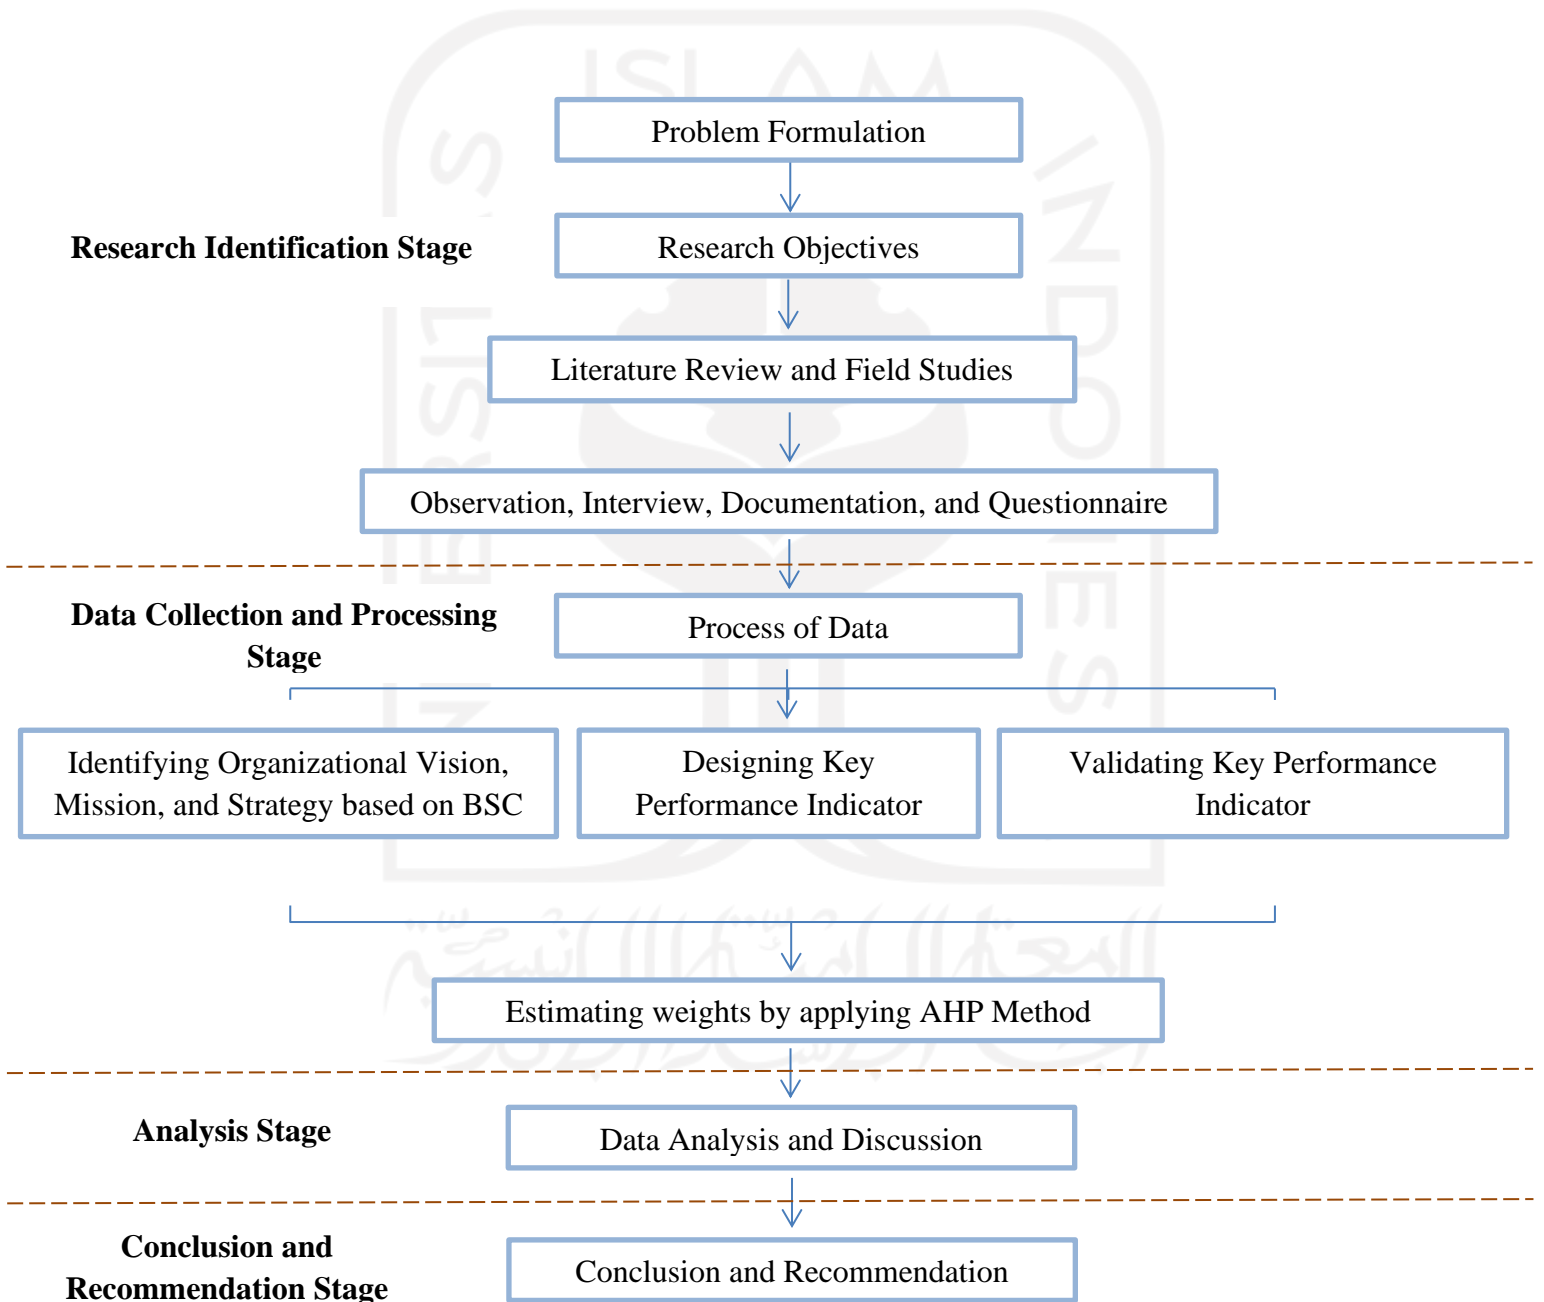 ISLAM
INDONES
Problem Formulation
Research Identification Stage
Research Objectives
Literature Review and Field Studies
Observation, Interview, Documentation, and Questionnaire
Data Collection and Processing
Stage
Process of Data
Identifying Organizational Vision,
Mission, and Strategy based on BSC
Designing Key
Performance Indicator
Validating Key Performance
Indicator
Estimating weights by applying AHP Method
Analysis Stage
Data Analysis and Discussion
Conclusion and
Recommendation Stage
Conclusion and Recommendation